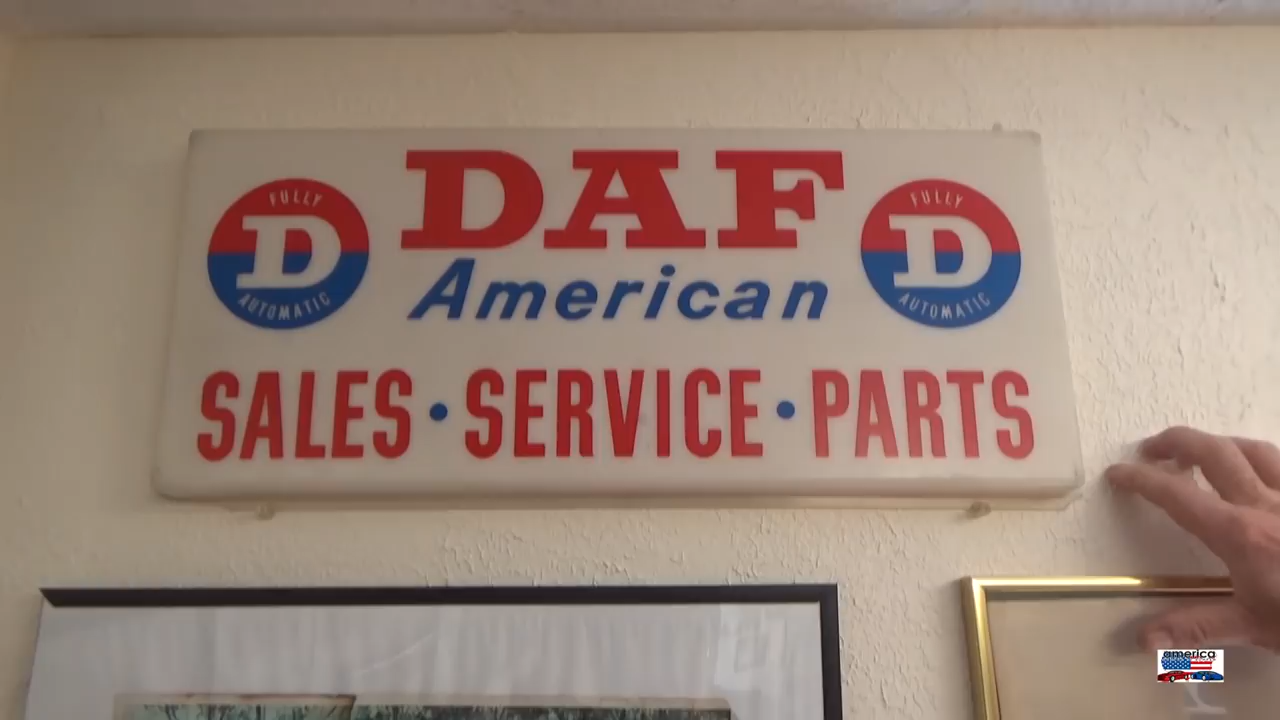 DAF
American
FULLY
D
AUTOMATIC
FULLY
D
AUTOMATIC
SALES • SERVICE • PARTS
america